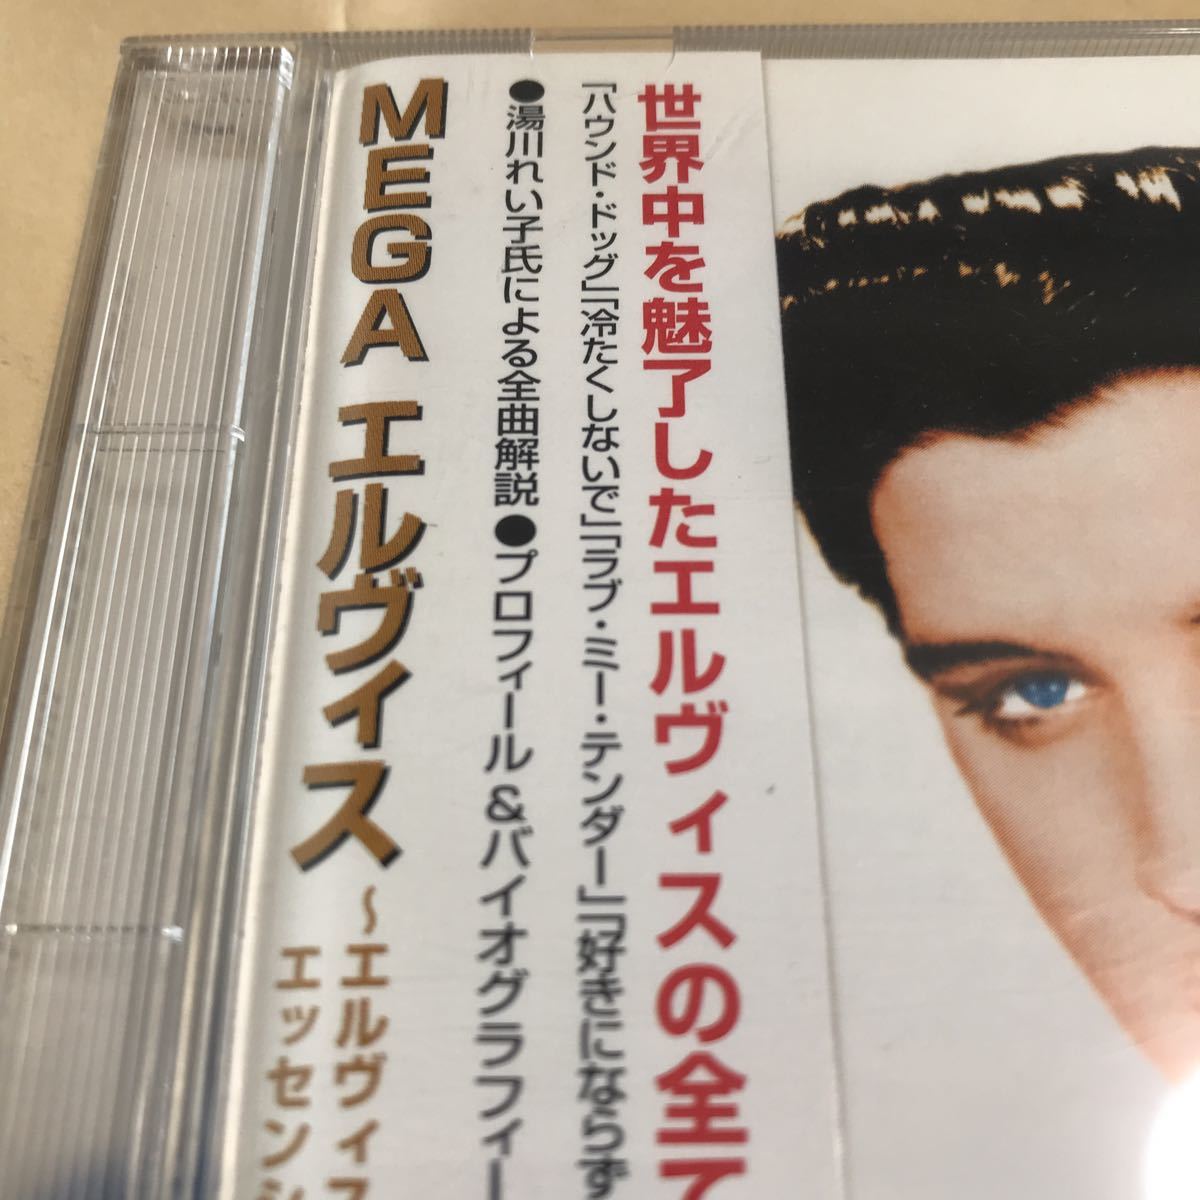 世界中を魅了したエルヴィスの全て
「ハウンド・ドッグ」「冷たくしないで」「ラブ・ミー・テンダー」「好きにならず
●湯川れい子氏による全曲解説●プロフィール&バイオグラフィー
MEGA エルヴィス
～エルヴィス
エッセンシ